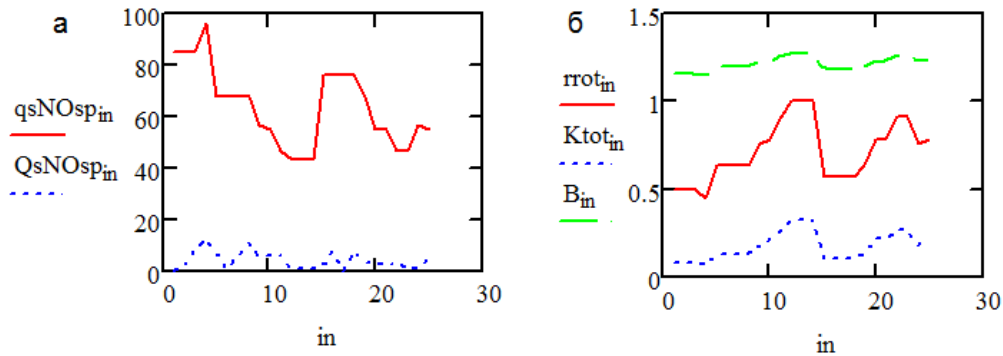 а
100
80
60
40
20
0
qsNOsp_in
QsNOsp_in
0 10 20 30
in
б
1.5
1
0.5
0
rrot_in
Ktot_in
B_in
0 10 20 30
in